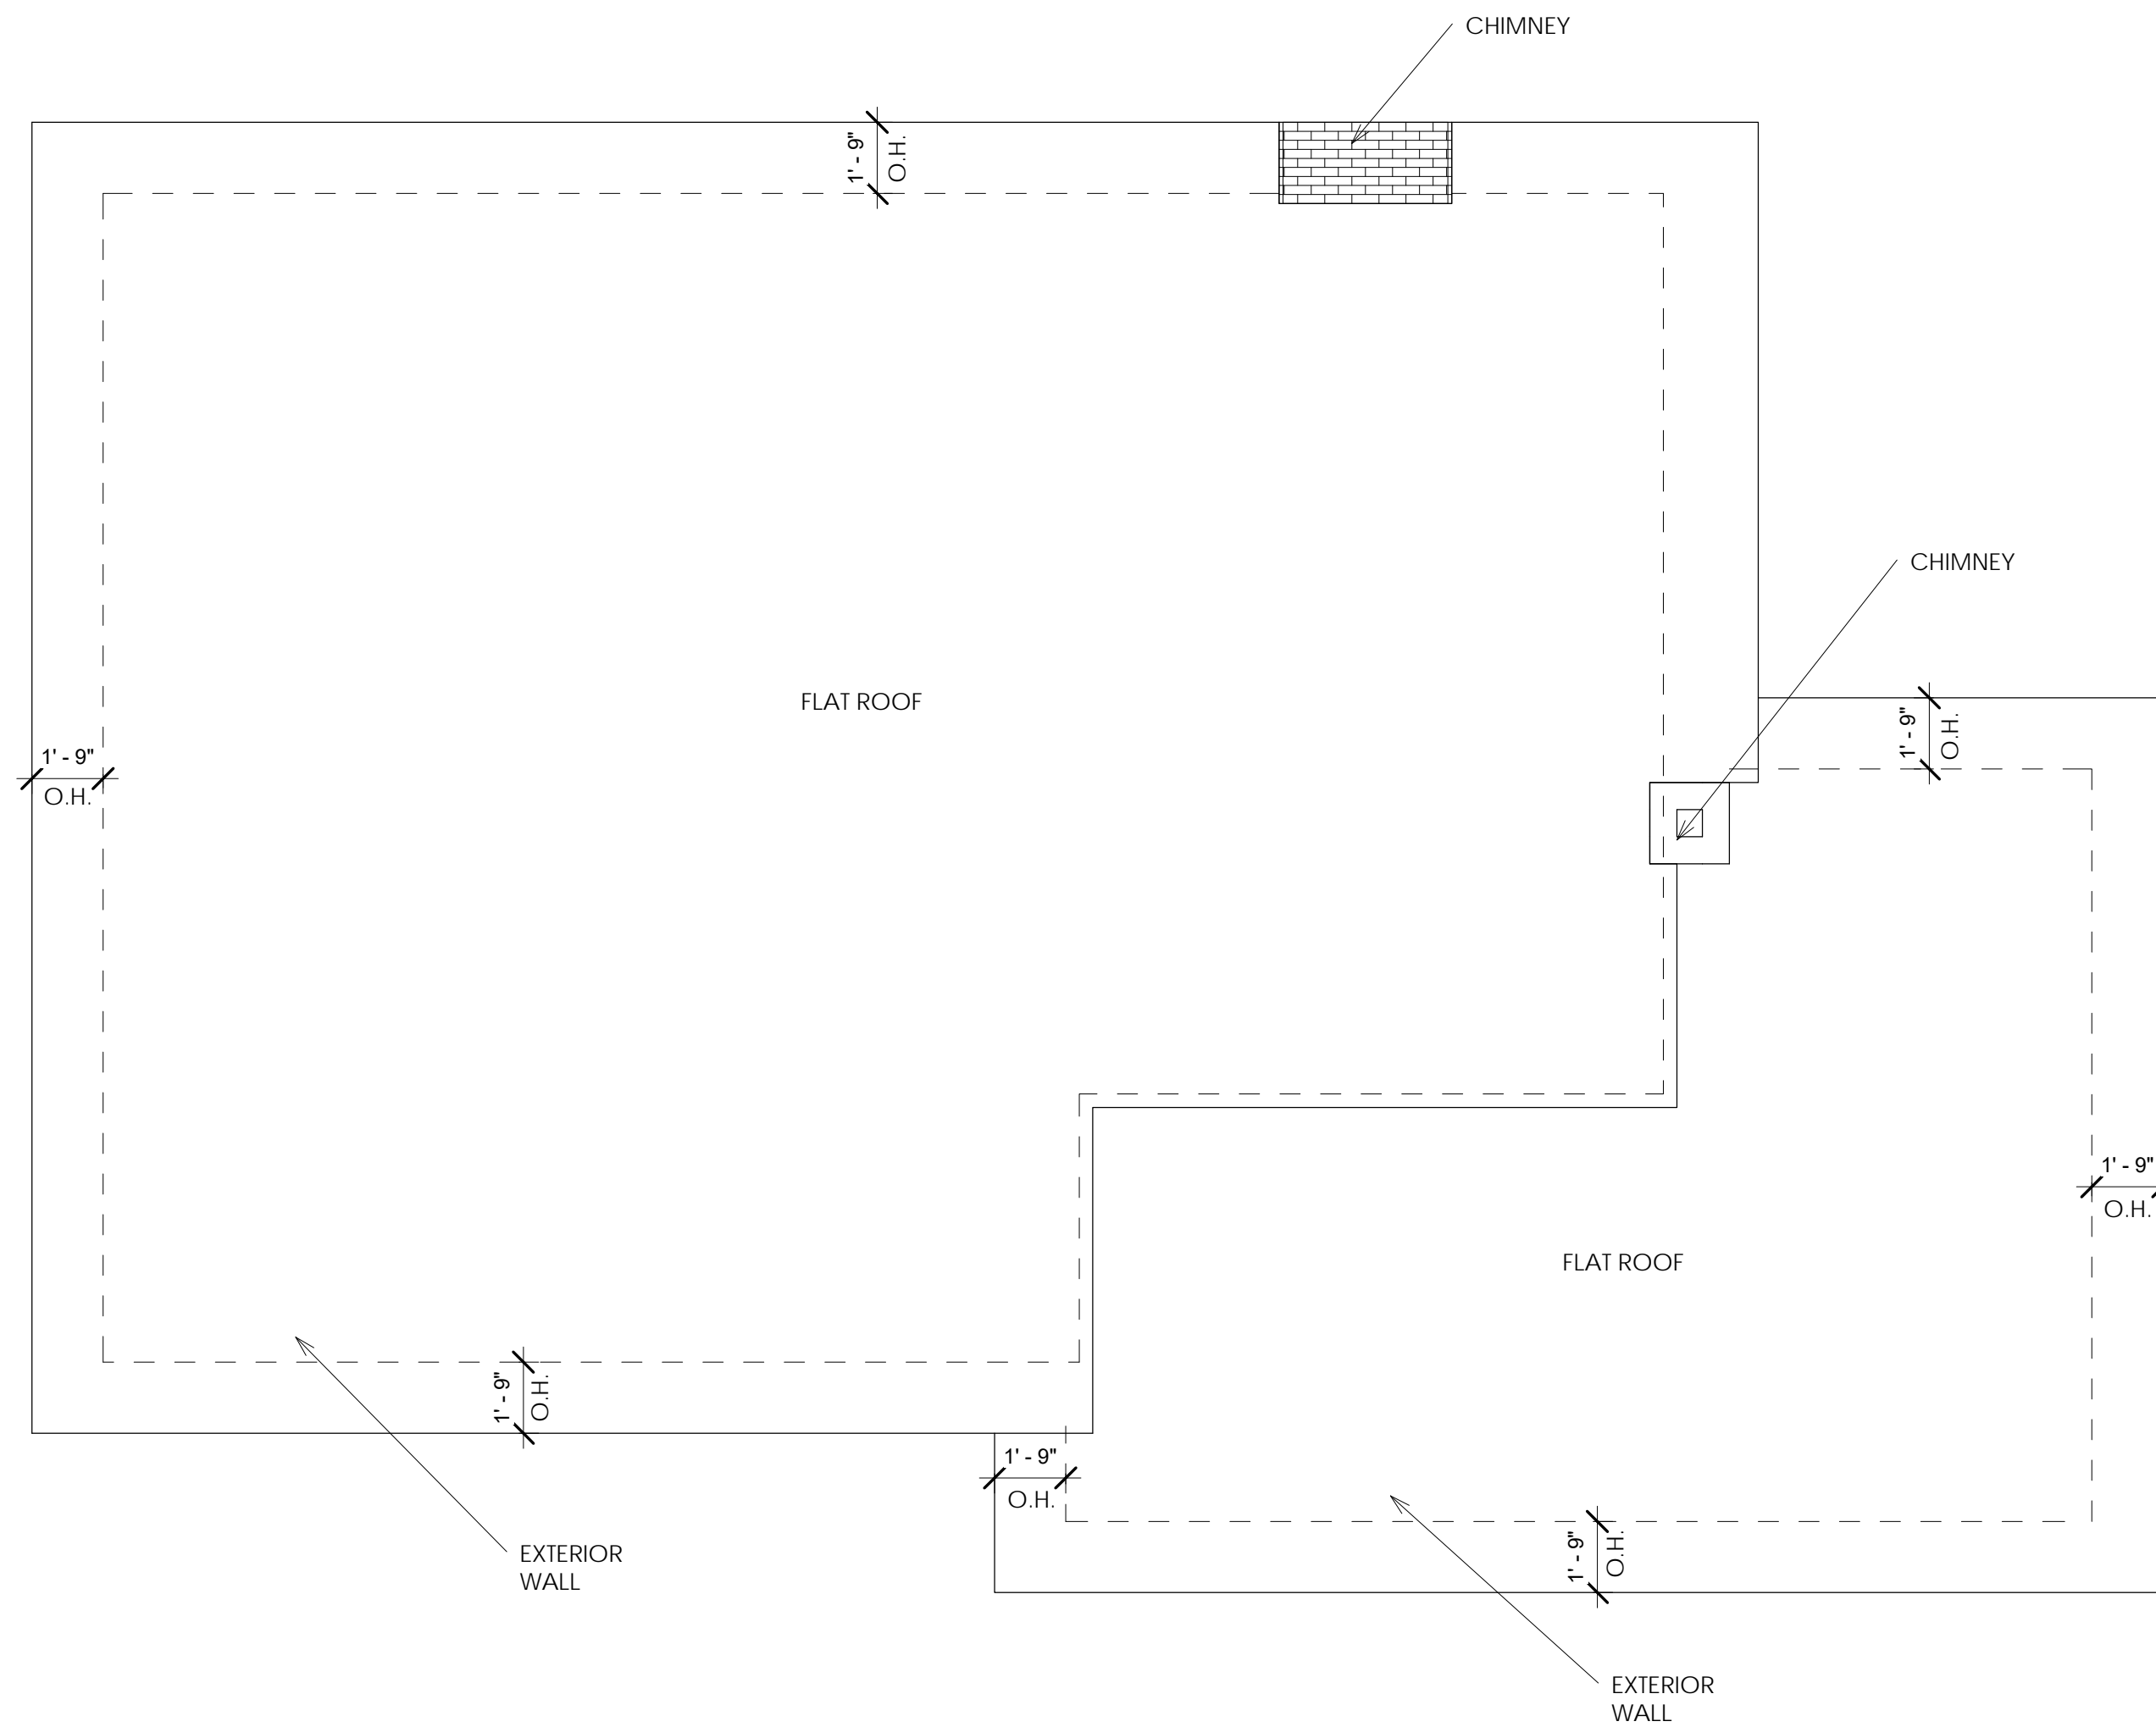 CHIMNEY
1' - 9"
O.H.
CHIMNEY
FLAT ROOF
1' - 9"
O.H.
1' - 9"
O.H.
1' - 9"
O.H.
FLAT ROOF
1' - 9"
O.H.
1' - 9"
O.H.
1' - 9"
O.H.
EXTERIOR
WALL
EXTERIOR
WALL